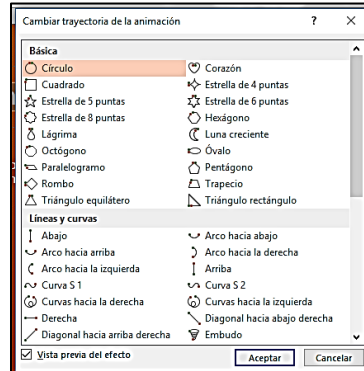 Cambiar trayectoria de la animación ? ×
Básica
Círculo Corazón
Cuadrado Estrella de 4 puntas
Estrella de 5 puntas Estrella de 6 puntas
Estrella de 8 puntas Hexágono
Lágrima Luna creciente
Octógono Óvalo
Paralelogramo Pentágono
Rombo Trapecio
Triángulo equilátero Triángulo rectángulo
Líneas y curvas
Abajo Arco hacia abajo
Arco hacia arriba Arco hacia la derecha
Arco hacia la izquierda Arriba
Curva S 1 Curva S 2
Curvas hacia la derecha Curvas hacia la izquierda
Derecha Diagonal hacia abajo derecha
Diagonal hacia arriba derecha Embudo
Vista previa del efecto Aceptar Cancelar